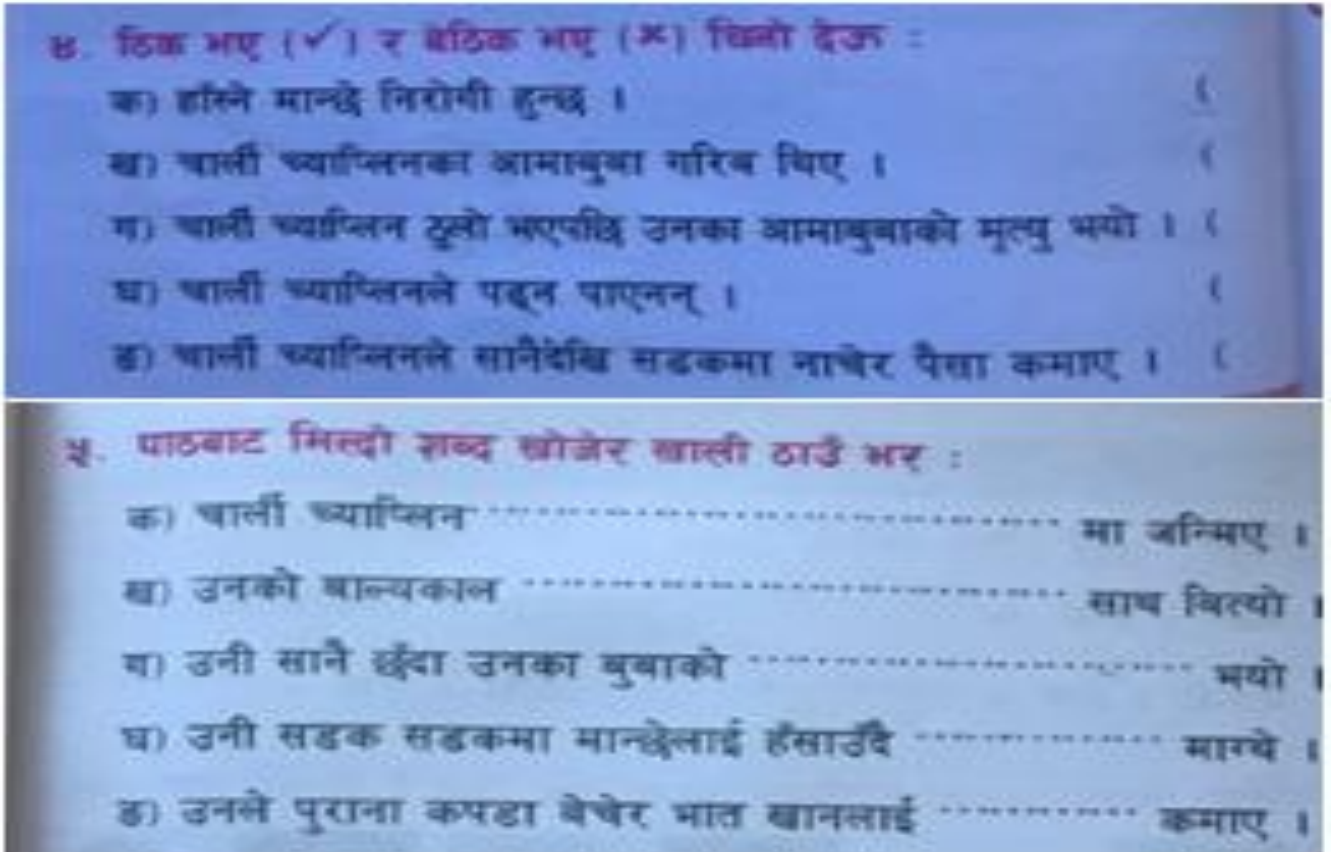 ४. ठिक भए (✓) र बेठिक भए (✗) चिनो देऊ :
क) हाँस्ने मान्छे निरोगी हुन्छ । (
ख) चार्ली च्याप्लिनका आमाबुबा गरिब थिए । (
ग) चार्ली च्याप्लिन ठूलो भएपछि उनका आमाबुबाको मृत्यु भयो । (
घ) चार्ली च्याप्लिनले पढ्न पाएनन् । (
ङ) चार्ली च्याप्लिनले सानैदेखि सडकमा नाचेर पैसा कमाए । (
५. पाठबाट मिल्दो शब्द खोजेर खाली ठाउँ भर :
क) चार्ली च्याप्लिन ........................................ मा जन्मिए ।
ख) उनको बाल्यकाल ........................................ साथ बित्यो ।
ग) उनी सानै छँदा उनका बुबाको ................................ भयो ।
घ) उनी सडक सडकमा मान्छेलाई हँसाउँदै .................. माग्थे ।
ङ) उनले पुराना कपडा बेचेर भात खानलाई .............. कमाए ।